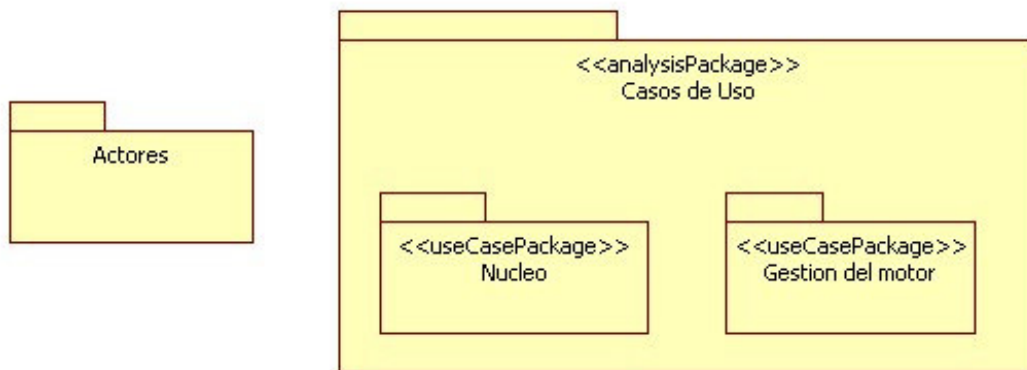 Actores
<<analysisPackage>>
Casos de Uso
<<useCasePackage>>
Nucleo
<<useCasePackage>>
Gestion del motor